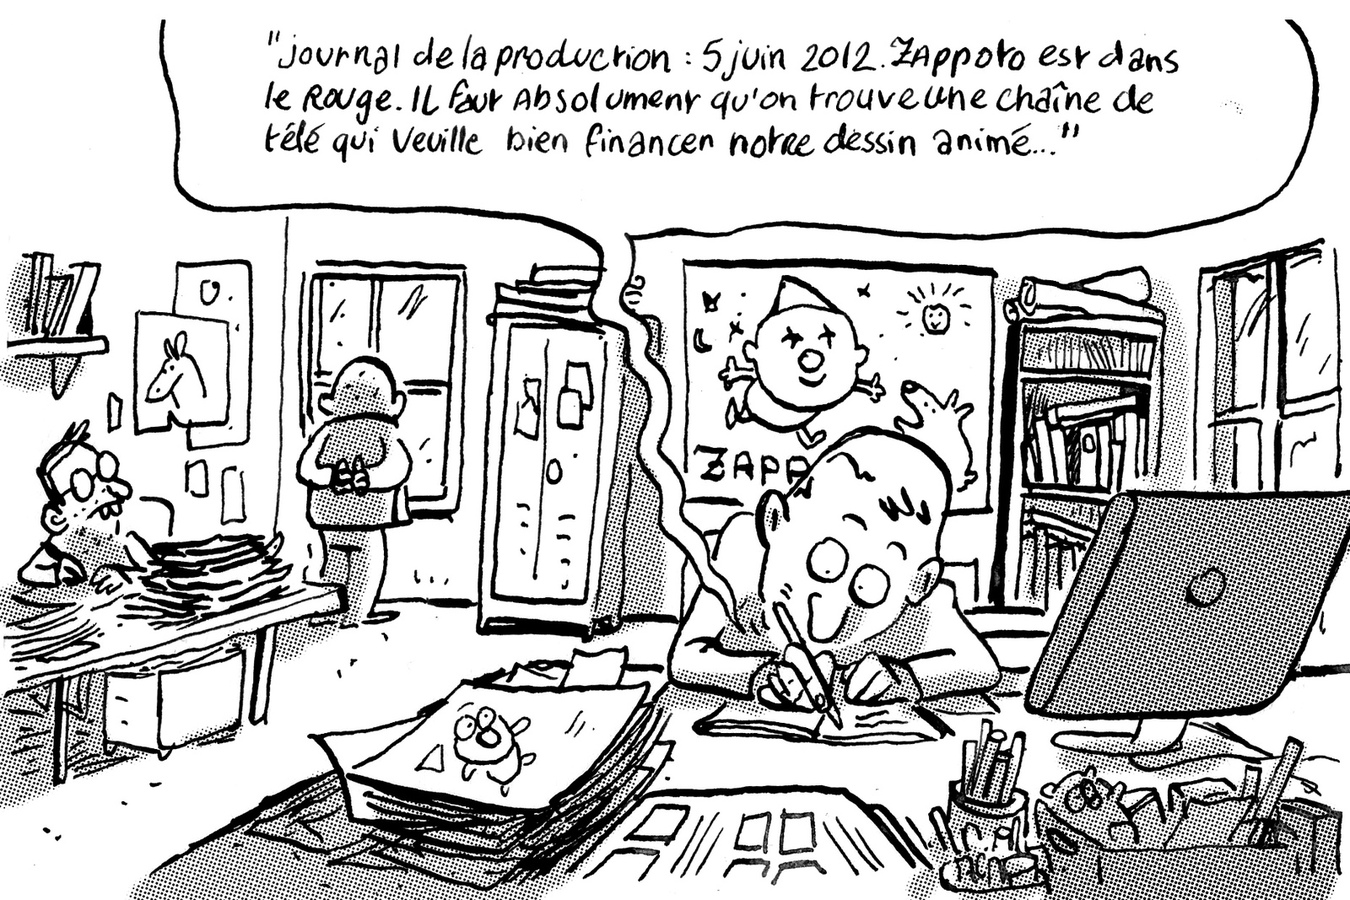 "journal de la production : 5 juin 2012. ZAppoto est dans
le Rouge. IL faut Absolument qu'on trouve une chaîne de
télé qui veuille bien financer notre dessin animé..."
ZAPP